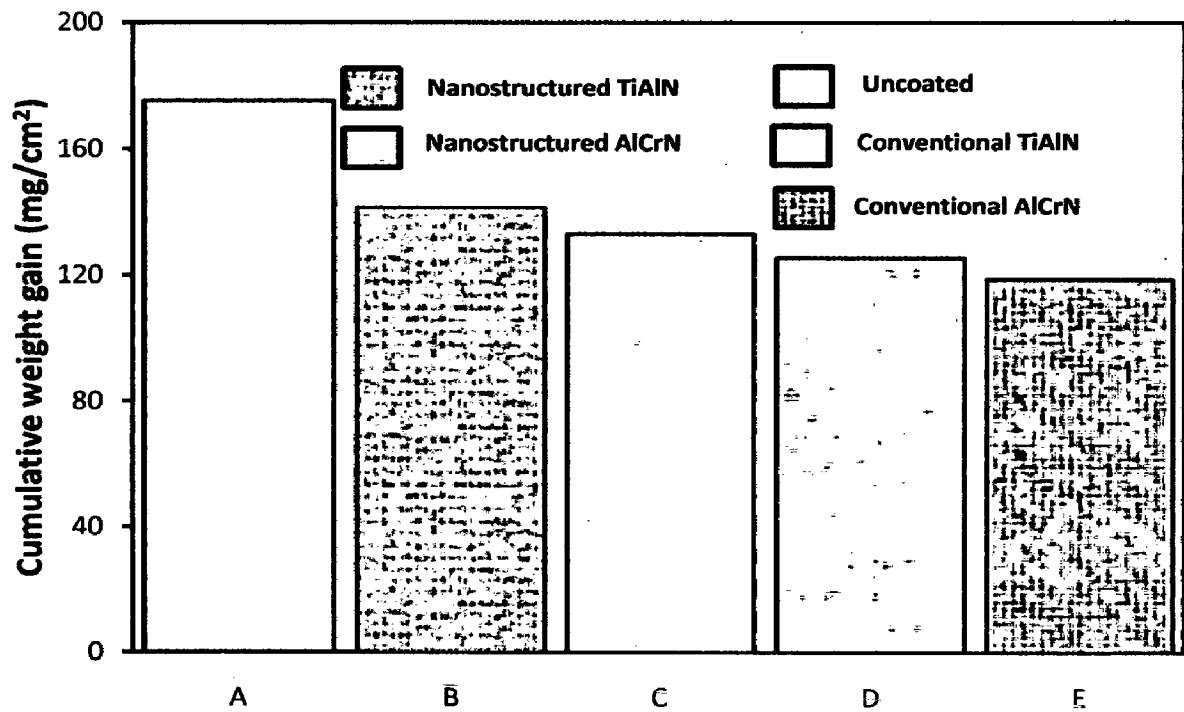 Cumulative weight gain (mg/cm²)
200
160
120
80
40
0
Nanostructured TiAlN
Nanostructured AlCrN
Uncoated
Conventional TiAlN
Conventional AlCrN
A
B
C
D
E